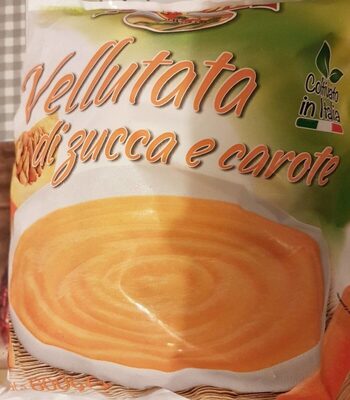 Vellutata
di zucca e carote
Coltivato
in Italia